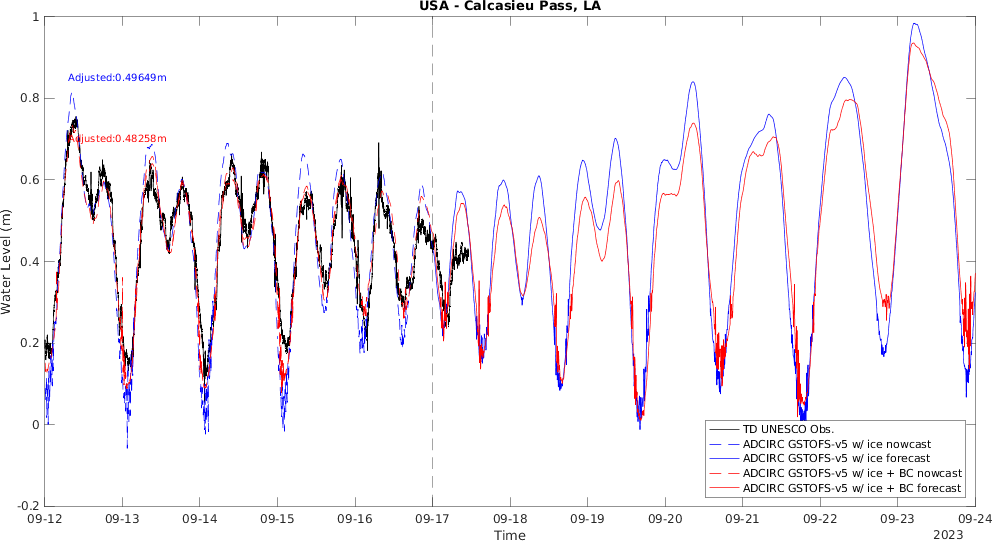 USA - Calcasieu Pass, LA
Water Level (m)
1
0.8
0.6
0.4
0.2
0
-0.2
Adjusted:0.49649m
Adjusted:0.48258m
TD UNESCO Obs.
ADCIRC GSTOFS-v5 w/ ice nowcast
ADCIRC GSTOFS-v5 w/ ice forecast
ADCIRC GSTOFS-v5 w/ ice + BC nowcast
ADCIRC GSTOFS-v5 w/ ice + BC forecast
09-12 09-13 09-14 09-15 09-16 09-17 09-18 09-19 09-20 09-21 09-22 09-23 09-24
Time
2023